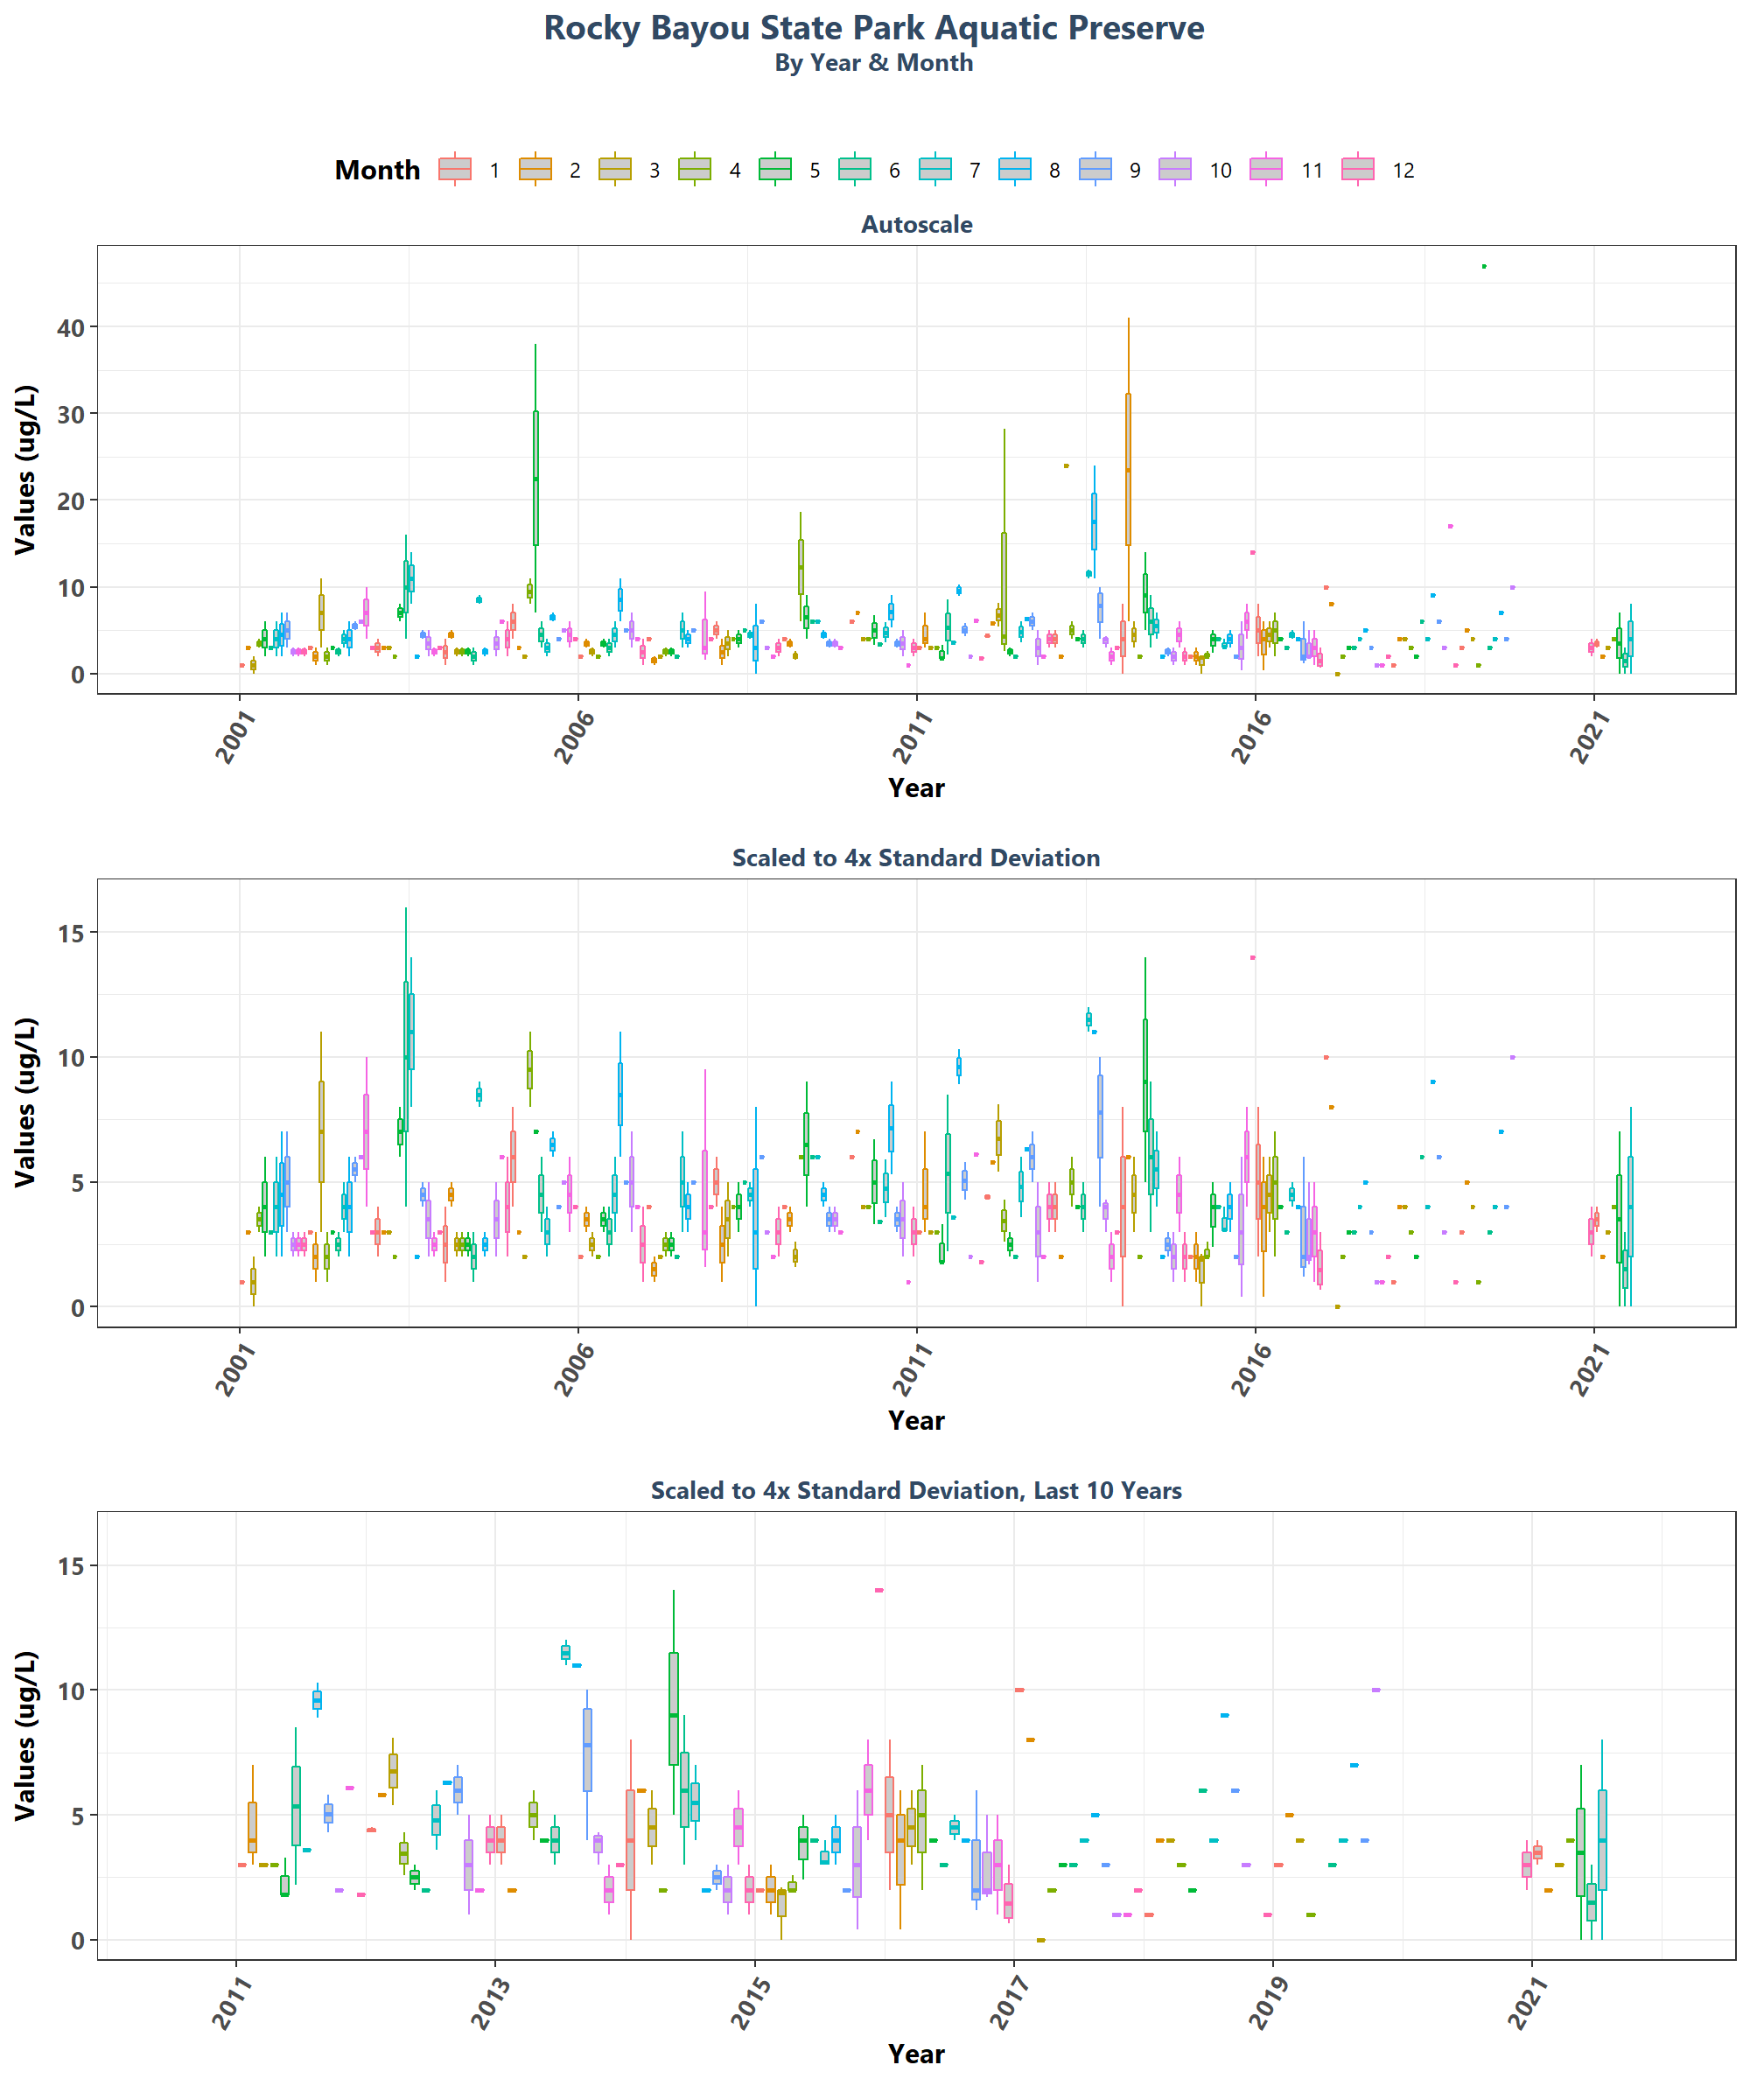 Rocky Bayou State Park Aquatic Preserve
By Year & Month
Month 1 2 3 4 5 6 7 8 9 10 11 12
Autoscale
Values (ug/L)
40
30
20
10
0
2001 2006 2011 2016 2021
Year
Scaled to 4x Standard Deviation
Values (ug/L)
15
10
5
0
2001 2006 2011 2016 2021
Year
Scaled to 4x Standard Deviation, Last 10 Years
Values (ug/L)
15
10
5
0
2011 2013 2015 2017 2019 2021
Year